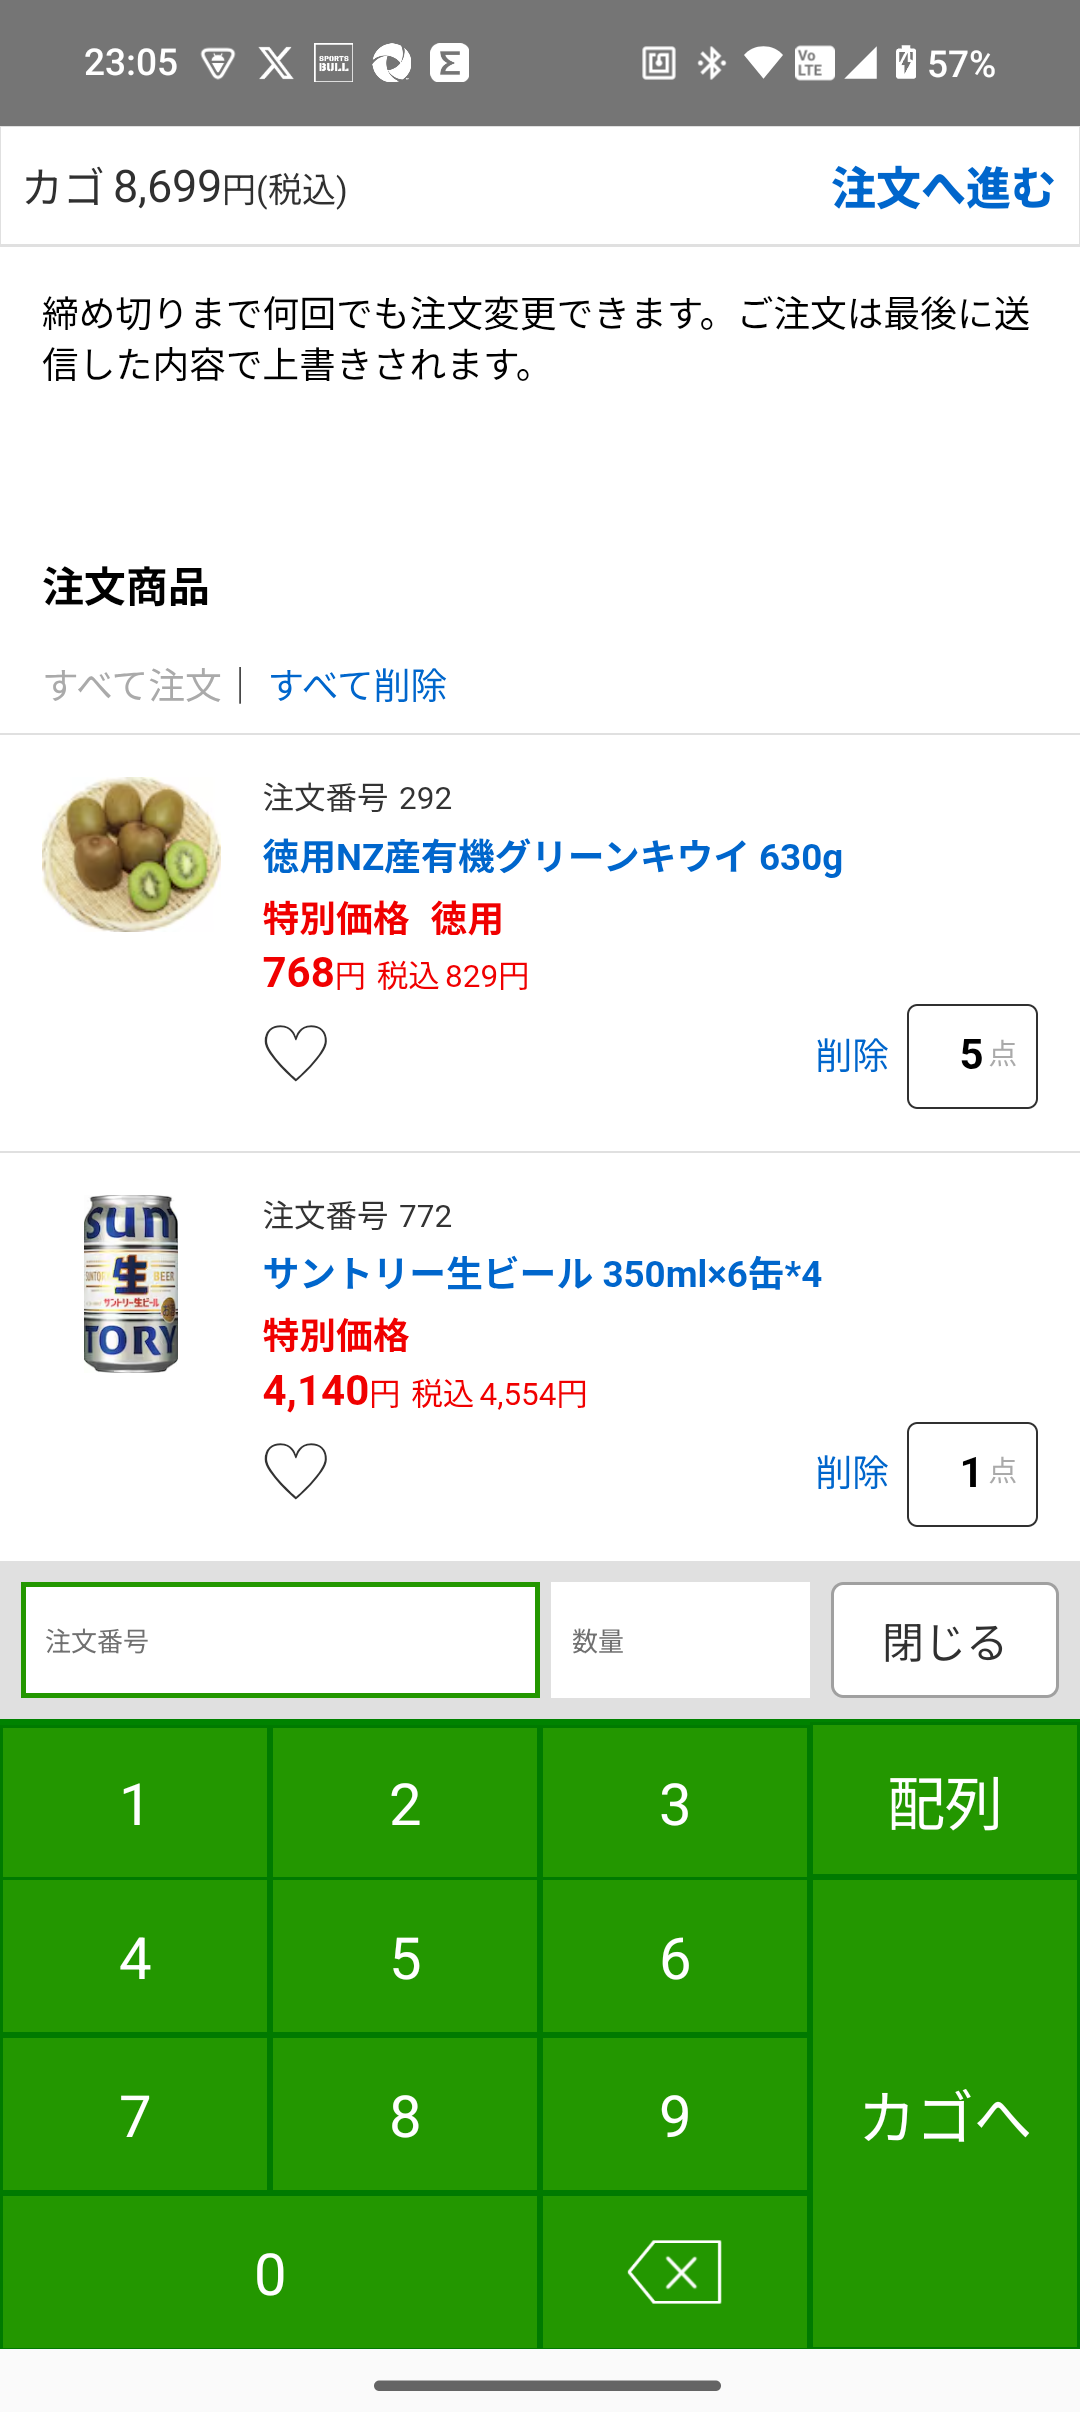 23:05
SPORTS
BULL
Vo
LTE
57%
カゴ 8,699円(税込)
注文へ進む
締め切りまで何回でも注文変更できます。ご注文は最後に送
信した内容で上書きされます。
注文商品
すべて注文 | すべて削除
注文番号 292
徳用NZ産有機グリーンキウイ 630g
特別価格 徳用
768円 税込 829円
削除 5 点
sun
SUNTORY 生 BEER
サントリー生ビール
TORY
注文番号 772
サントリー生ビール 350ml×6缶*4
特別価格
4,140円 税込 4,554円
削除 1 点
注文番号 数量 閉じる
1 2 3 配列
4 5 6
7 8 9 カゴへ
0